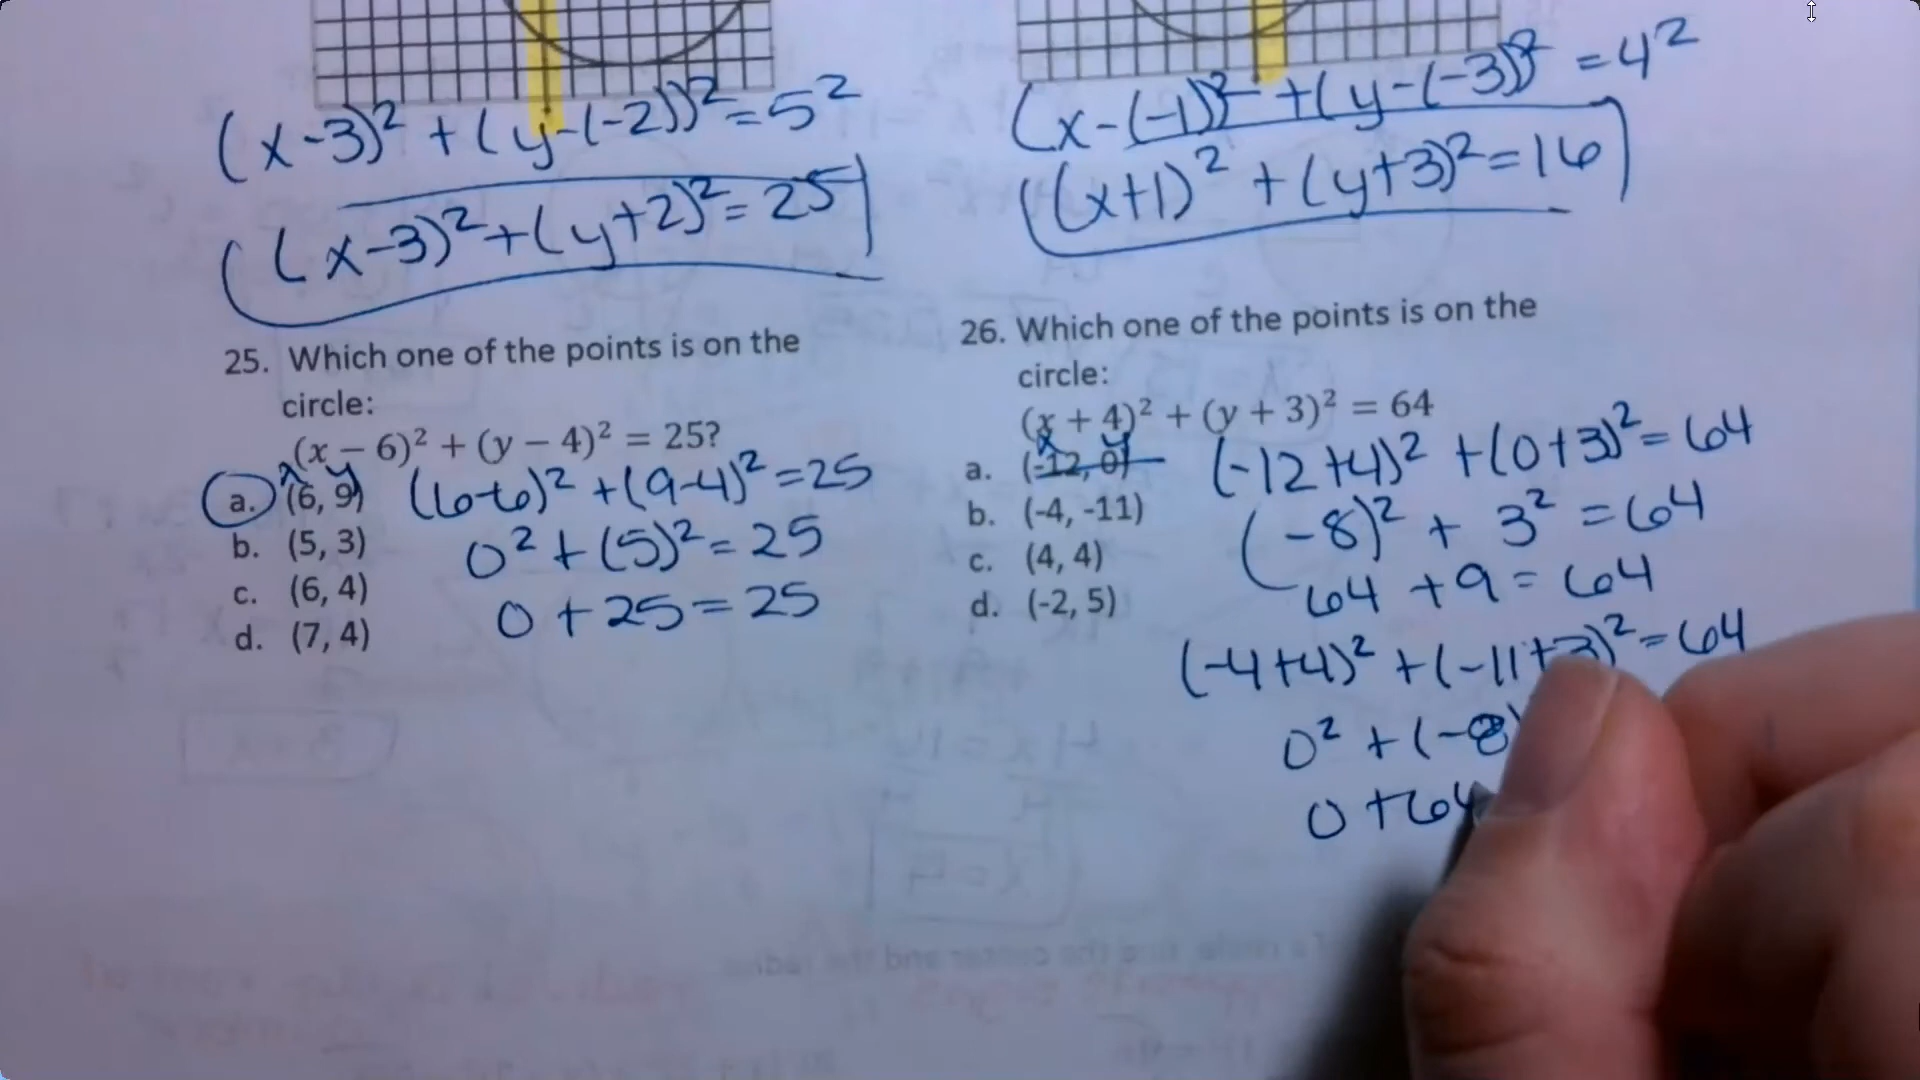 (x-3)² + (y-(-2))² = 5²
(x-3)² + (y+2)² = 25
(x-(-1))² + (y-(-3))² = 4²
(x+1)² + (y+3)² = 16
25. Which one of the points is on the
circle:
(x − 6)² + (y − 4)² = 25?
x y
a. (6, 9) (6-6)² + (9-4)² = 25
b. (5, 3) 0² + (5)² = 25
c. (6, 4) 0 + 25 = 25
d. (7, 4)
26. Which one of the points is on the
circle:
(x + 4)² + (y + 3)² = 64
x y
a. (-12, 0) (-12+4)² + (0+3)² = 64
b. (-4, -11) (-8)² + 3² = 64
c. (4, 4) 64 + 9 = 64
d. (-2, 5)
(-4+4)² + (-11+3)² = 64
0² + (-8)
0 + 64